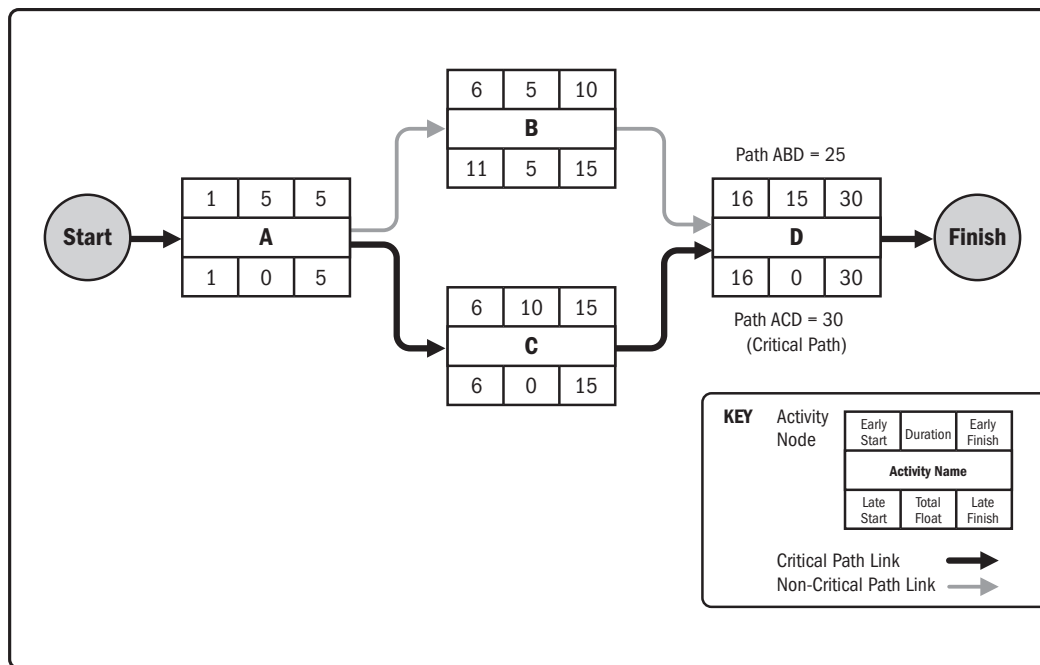 Start
1 5 5
A
1 0 5
6 5 10
B
11 5 15
6 10 15
C
6 0 15
Path ABD = 25
16 15 30
D
16 0 30
Path ACD = 30
(Critical Path)
Finish
KEY
Activity
Node
Early
Start
Duration
Early
Finish
Activity Name
Late
Start
Total
Float
Late
Finish
Critical Path Link
Non-Critical Path Link